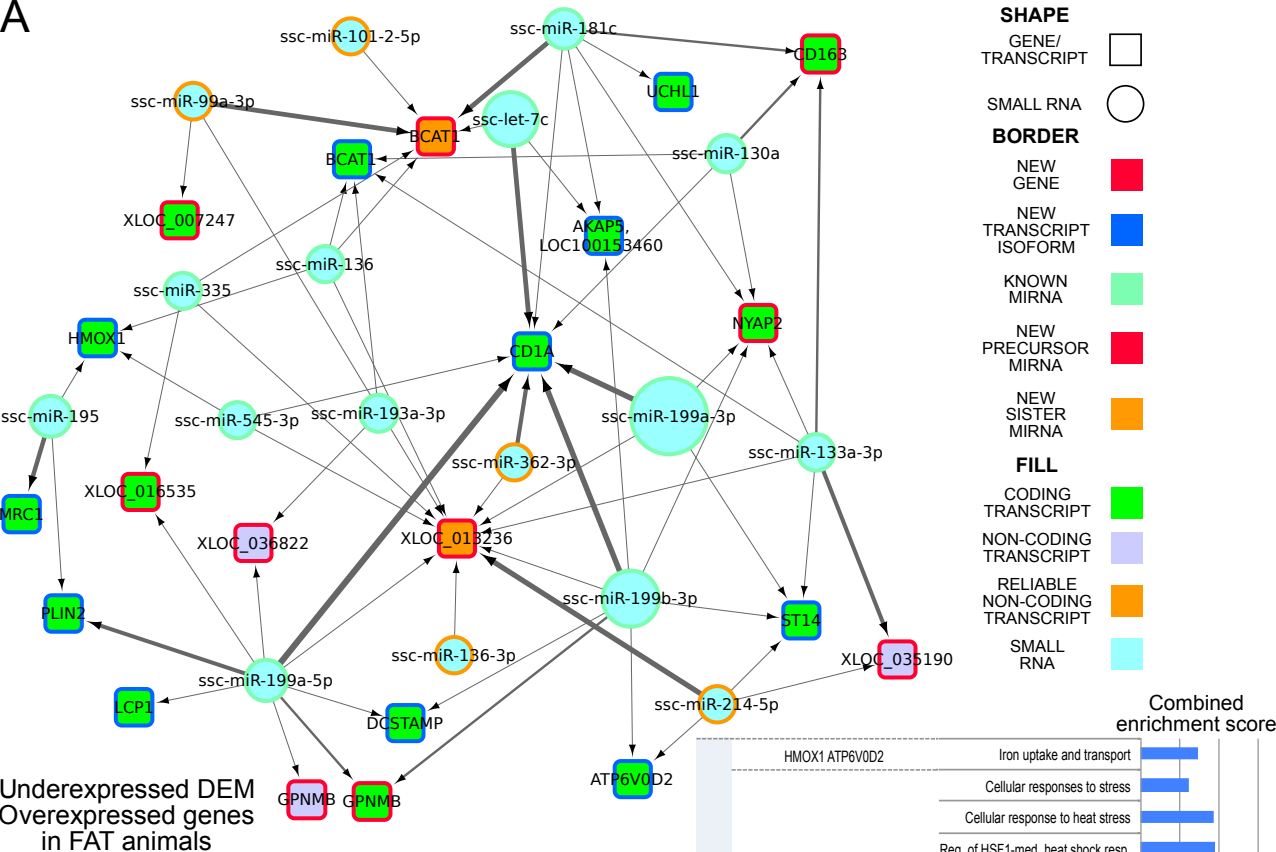 A
ssc-miR-101-2-5p
ssc-miR-181c
CD163
UCHL1
ssc-miR-99a-3p
ssc-let-7c
BCAT1
BCAT1
ssc-miR-130a
XLOC_007247
AKAP5,
LOC100153460
ssc-miR-136
ssc-miR-335
HMOX1
NYAP2
CD1A
ssc-miR-195
ssc-miR-545-3p
ssc-miR-193a-3p
ssc-miR-199a-3p
ssc-miR-362-3p
ssc-miR-133a-3p
XLOC_016535
MRC1
XLOC_036822
XLOC_013236
PLIN2
ssc-miR-199b-3p
ST14
ssc-miR-136-3p
XLOC_035190
ssc-miR-199a-5p
LCP1
DCSTAMP
ssc-miR-214-5p
ATP6V0D2
GPNMB
GPNMB
Underexpressed DEM
Overexpressed genes
in FAT animals
SHAPE
GENE/
TRANSCRIPT
SMALL RNA
BORDER
NEW
GENE
NEW
TRANSCRIPT
ISOFORM
KNOWN
MIRNA
NEW
PRECURSOR
MIRNA
NEW
SISTER
MIRNA
FILL
CODING
TRANSCRIPT
NON-CODING
TRANSCRIPT
RELIABLE
NON-CODING
TRANSCRIPT
SMALL
RNA
Combined
enrichment score
HMOX1 ATP6V0D2
Iron uptake and transport
Cellular responses to stress
Cellular response to heat stress
Reg. of HSF1-med. heat shock resp.